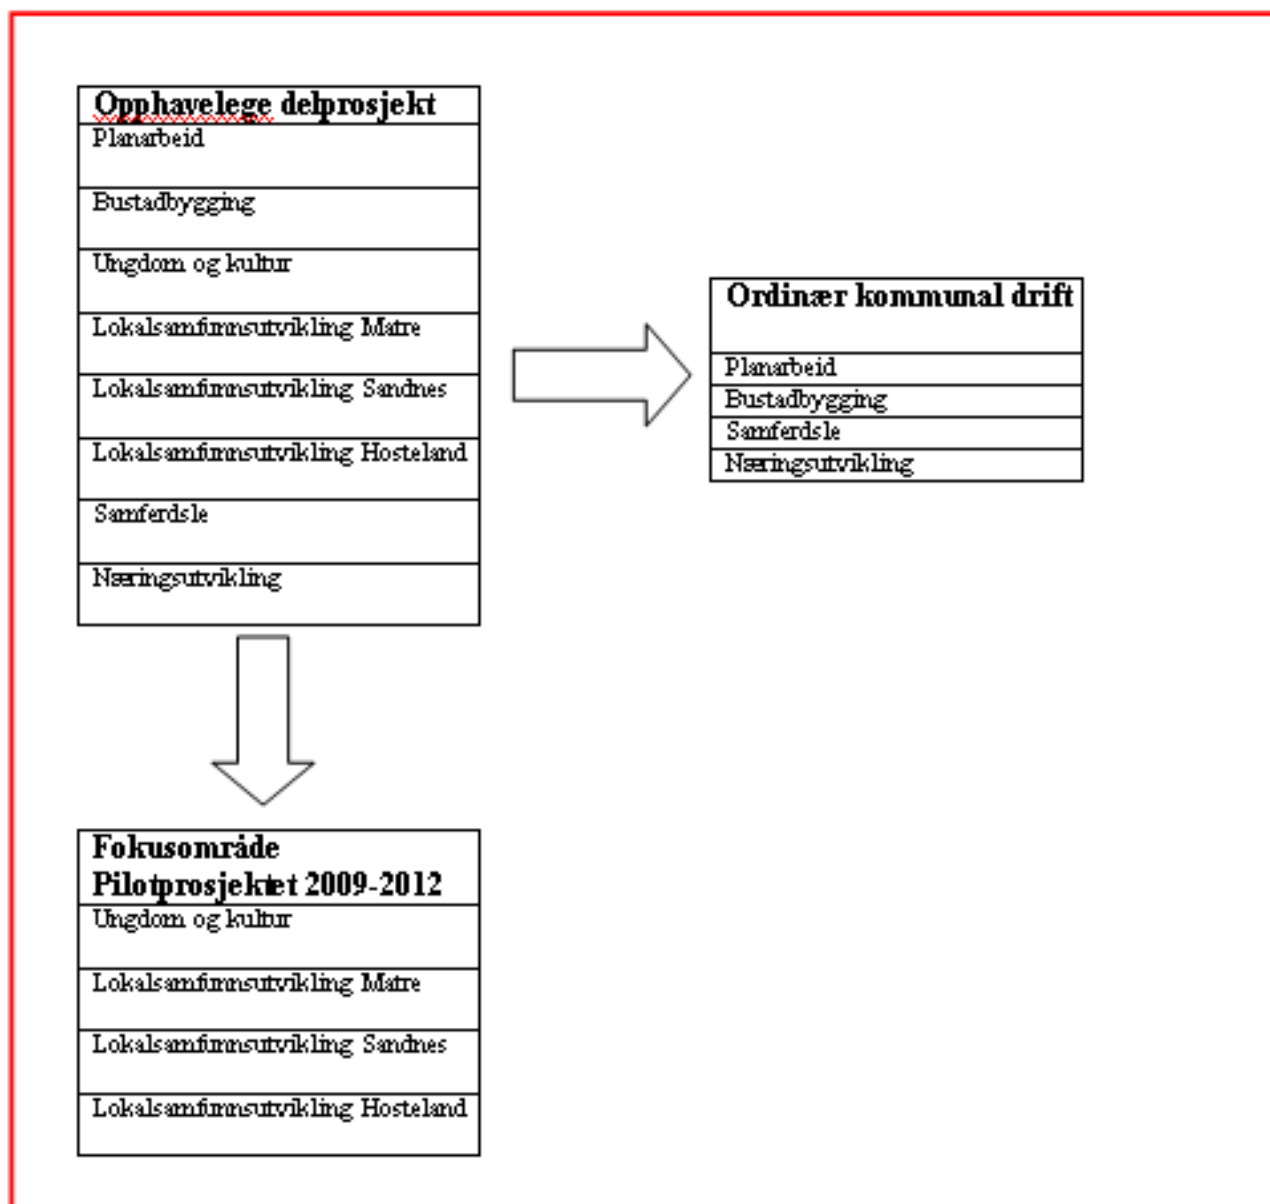 Opphavelege delprosjekt
Planarbeid
Bustadbygging
Ungdom og kultur
Lokalsamfunnsutvikling Matre
Lokalsamfunnsutvikling Sandnes
Lokalsamfunnsutvikling Hosteland
Samferdsle
Næringsutvikling
Ordinær kommunal drift
Planarbeid
Bustadbygging
Samferdsle
Næringsutvikling
Fokusområde
Pilotprosjektet 2009-2012
Ungdom og kultur
Lokalsamfunnsutvikling Matre
Lokalsamfunnsutvikling Sandnes
Lokalsamfunnsutvikling Hosteland